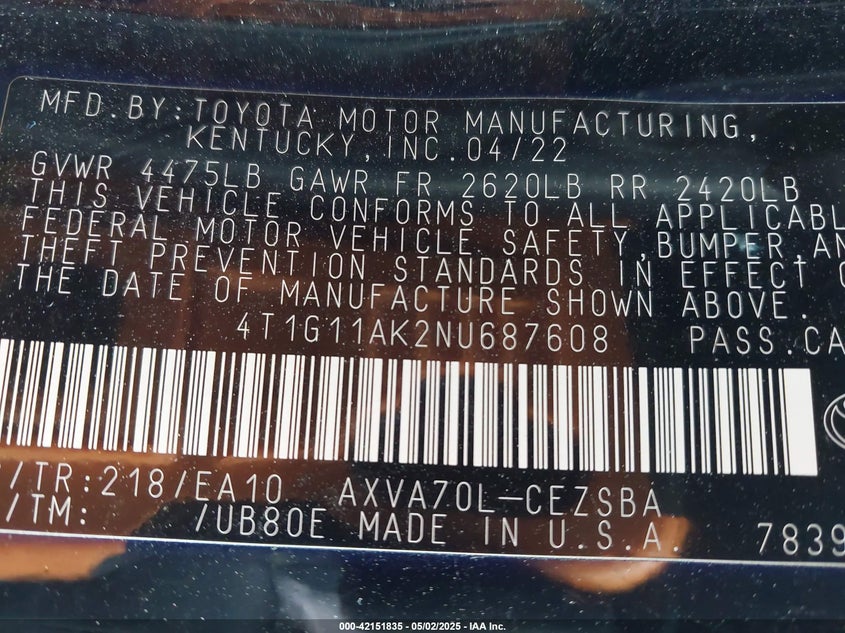 MFD.BY:TOYOTA MOTOR MANUFACTURING,
KENTUCKY,INC.04/22
GVWR 4475LB GAWR FR 2620LB RR 2420LB
THIS VEHICLE CONFORMS TO ALL APPLICABL
FEDERAL MOTOR VEHICLE SAFETY,BUMPER,AN
THEFT PREVENTION STANDARDS IN EFFECT O
THE DATE OF MANUFACTURE SHOWN ABOVE.
4T1G11AK2NU687608 PASS.CA
/TR:218/EA10 AXVA70L-CEZSBA
/TM: /UB80E MADE IN U.S.A. 7839
000-42151835 - 05/02/2025 - IAA Inc.